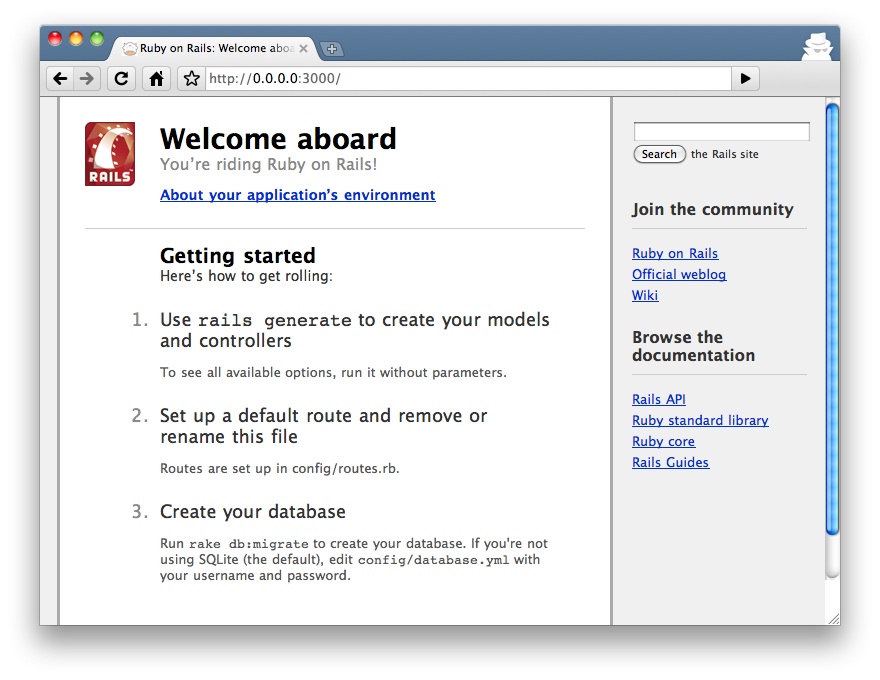 Ruby on Rails: Welcome aboa
http://0.0.0.0:3000/
RAILS
Welcome aboard
You're riding Ruby on Rails!
About your application's environment
Getting started
Here's how to get rolling:
1. Use rails generate to create your models
and controllers
To see all available options, run it without parameters.
2. Set up a default route and remove or
rename this file
Routes are set up in config/routes.rb.
3. Create your database
Run rake db:migrate to create your database. If you're not
using SQLite (the default), edit config/database.yml with
your username and password.
Search the Rails site
Join the community
Ruby on Rails
Official weblog
Wiki
Browse the
documentation
Rails API
Ruby standard library
Ruby core
Rails Guides